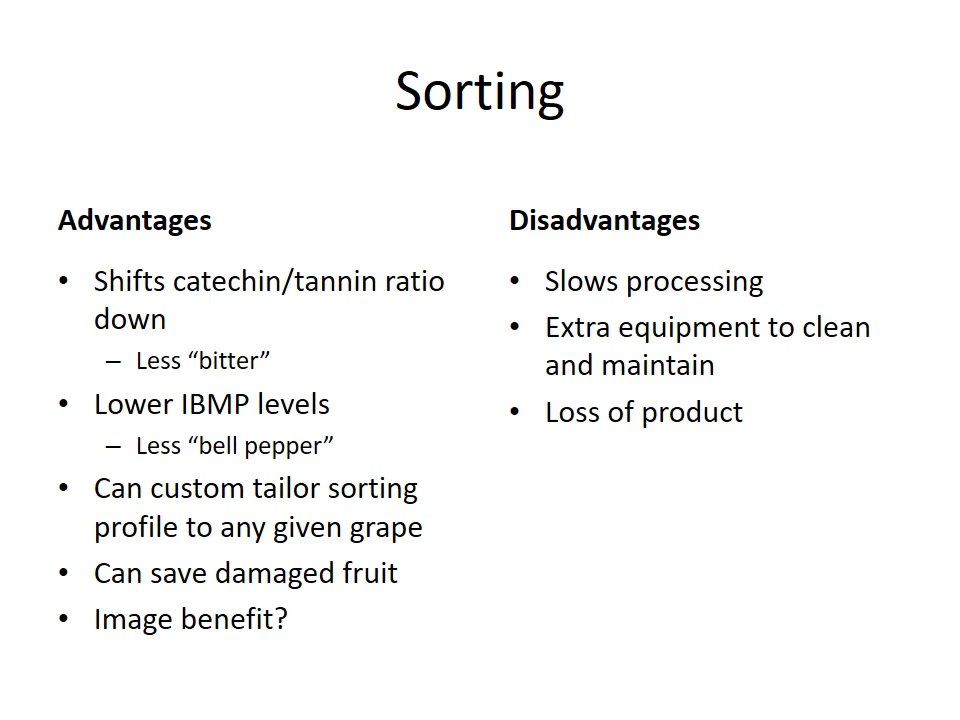 Sorting
Advantages
• Shifts catechin/tannin ratio
down
– Less “bitter”
• Lower IBMP levels
– Less “bell pepper”
• Can custom tailor sorting
profile to any given grape
• Can save damaged fruit
• Image benefit?
Disadvantages
• Slows processing
• Extra equipment to clean
and maintain
• Loss of product